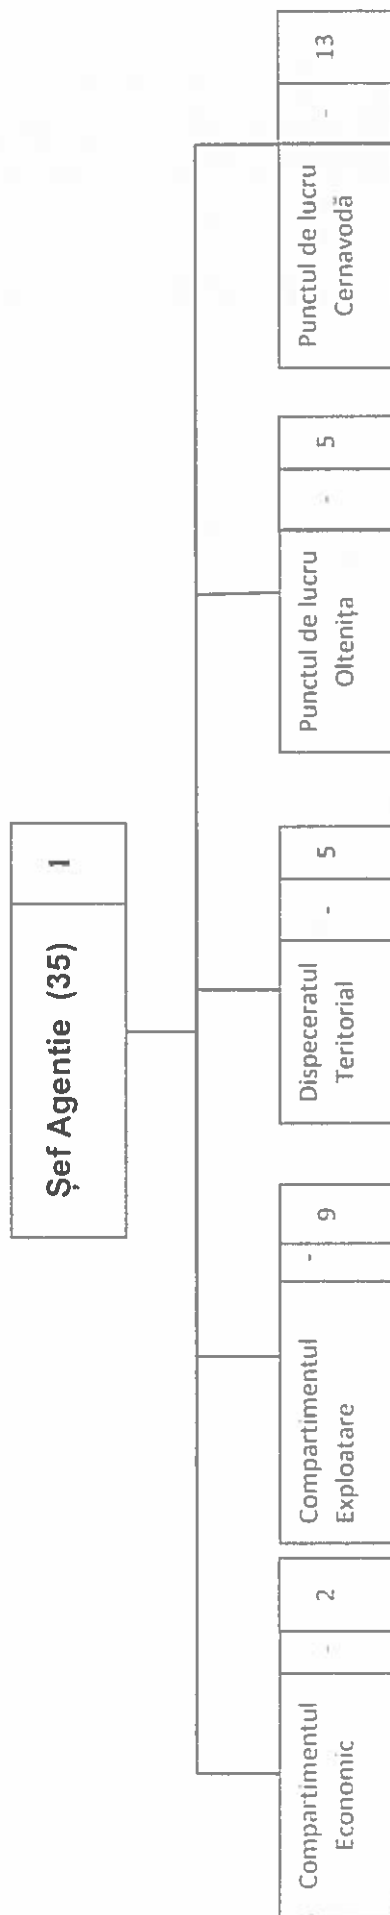 Șef Agentie (35)
1
Compartimentul
Economic
-
2
Compartimentul
Exploatare
-
9
Dispeceratul
Teritorial
-
5
Punctul de lucru
Oltenița
-
5
Punctul de lucru
Cernavodă
-
13